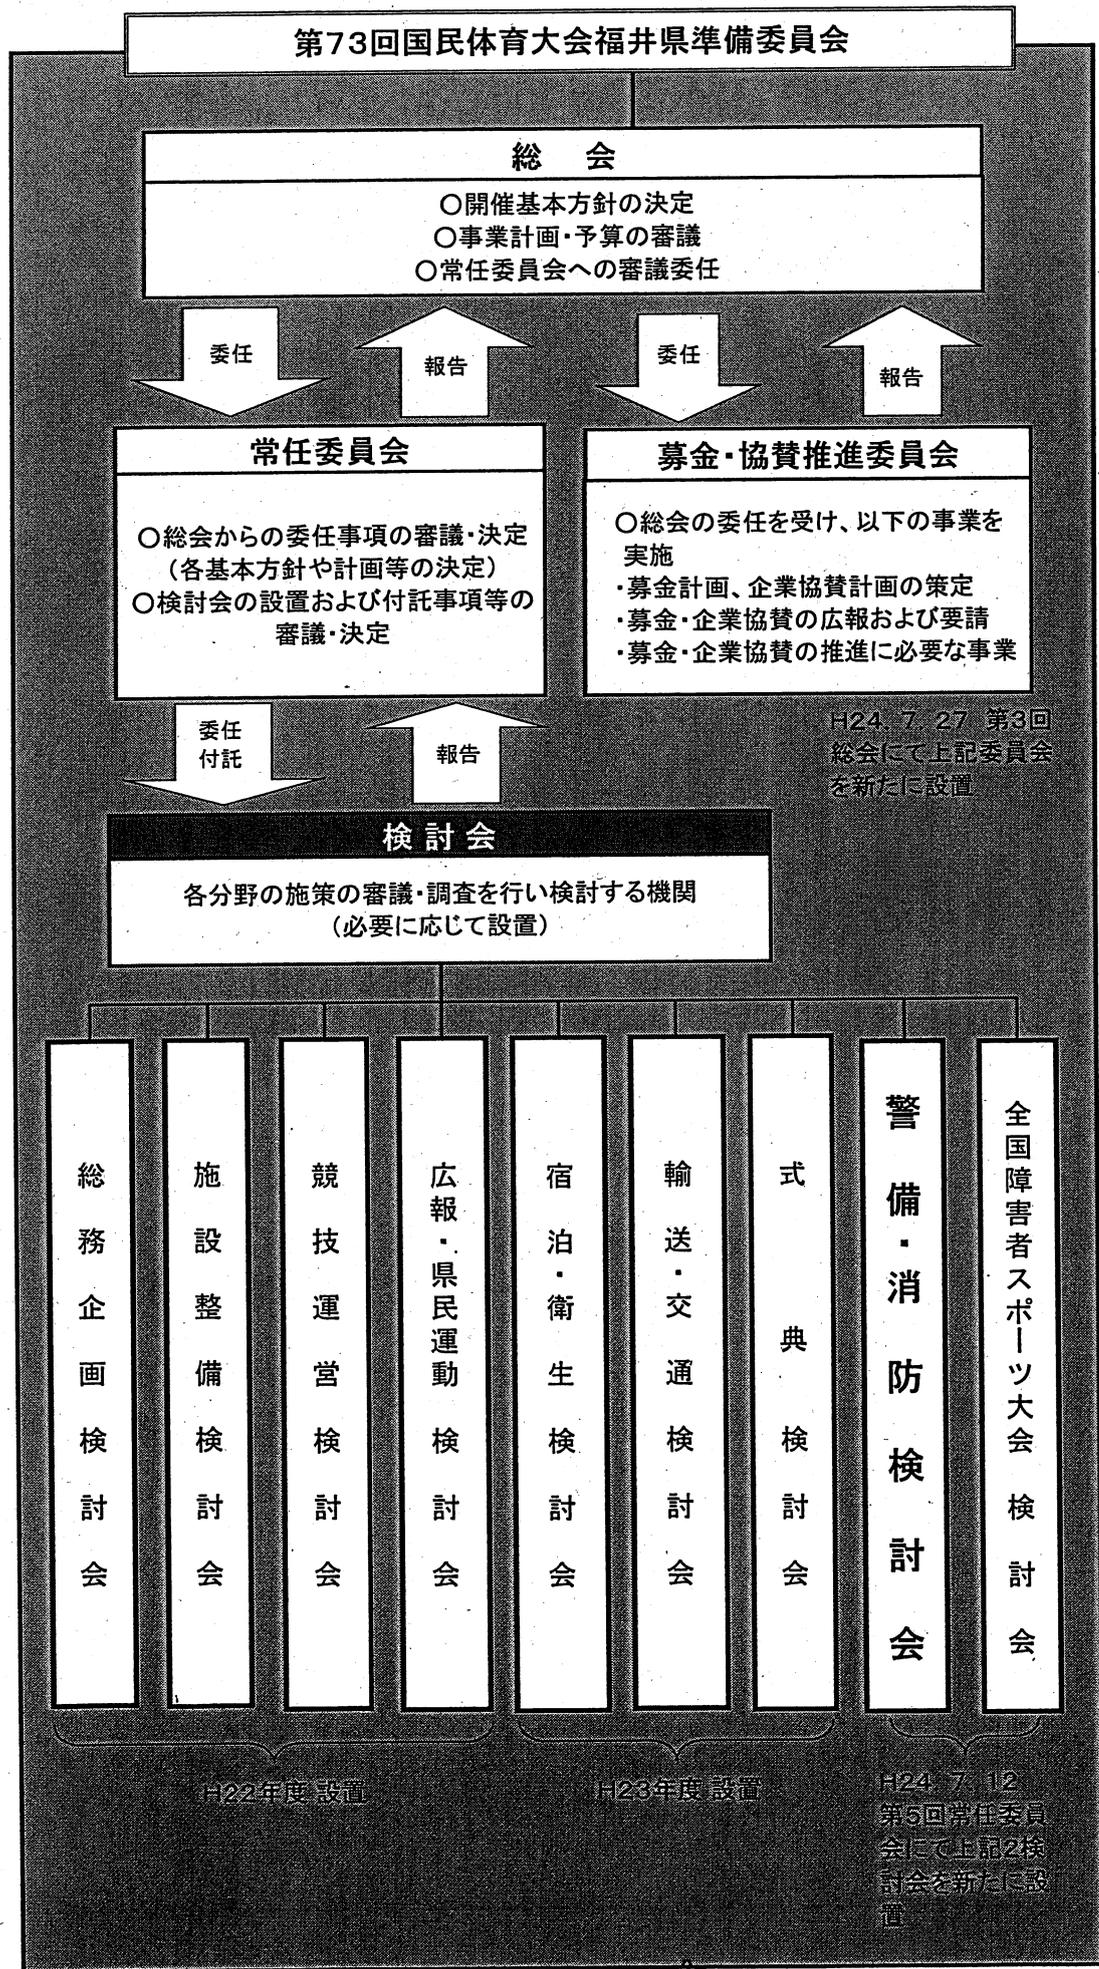 第73回国民体育大会福井県準備委員会
総　会
○開催基本方針の決定
○事業計画・予算の審議
○常任委員会への審議委任
委任
報告
委任
報告
常任委員会
○総会からの委任事項の審議・決定
(各基本方針や計画等の決定)
○検討会の設置および付託事項等の
審議・決定
募金・協賛推進委員会
○総会の委任を受け、以下の事業を
実施
・募金計画、企業協賛計画の策定
・募金・企業協賛の広報および要請
・募金・企業協賛の推進に必要な事業
H24.7.27 第3回
総会にて上記委員会
を新たに設置
委任
付託
報告
検討会
各分野の施策の審議・調査を行い検討する機関
(必要に応じて設置)
総務企画検討会
施設整備検討会
競技運営検討会
広報・県民運動検討会
宿泊・衛生検討会
輸送・交通検討会
式典検討会
警備・消防検討会
全国障害者スポーツ大会検討会
H22年度 設置
H23年度 設置
H24.7.12
第5回常任委員
会にて上記2検
討会を新たに設
置